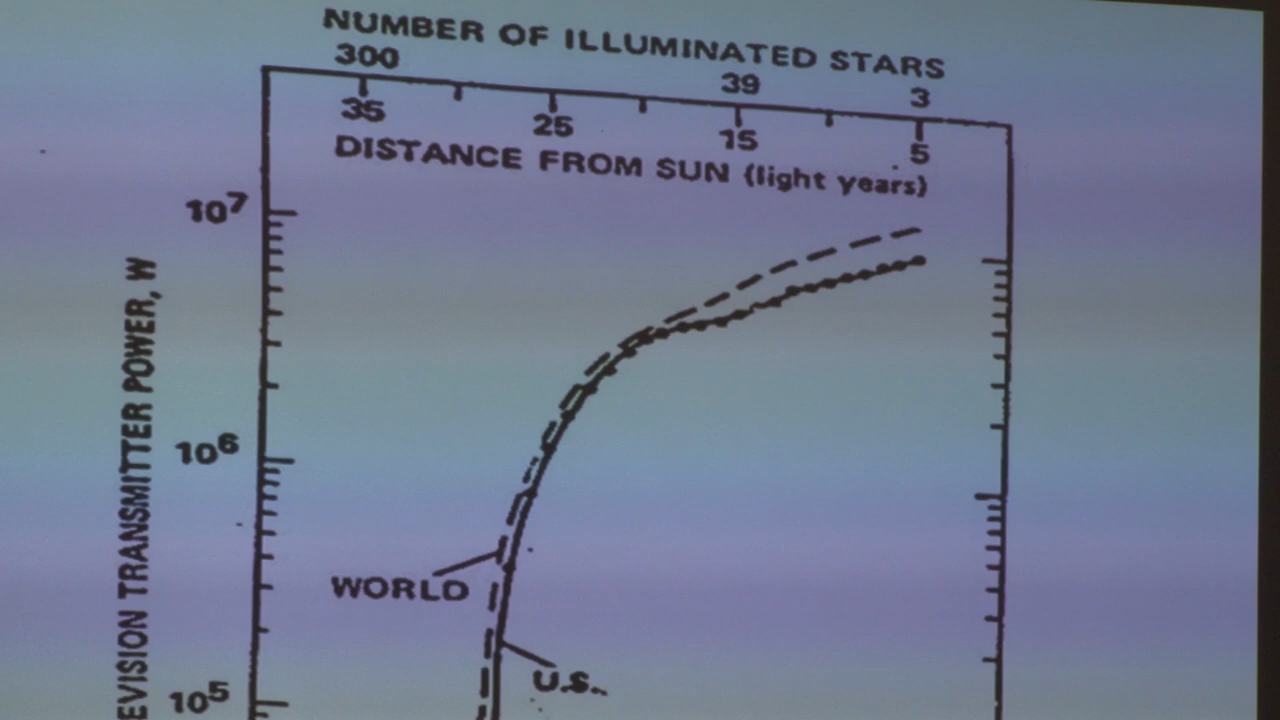 NUMBER OF ILLUMINATED STARS
300 39 3
35 25 15 5
DISTANCE FROM SUN (light years)
10⁷
10⁶
10⁵
EVISION TRANSMITTER POWER, W
WORLD
U.S.